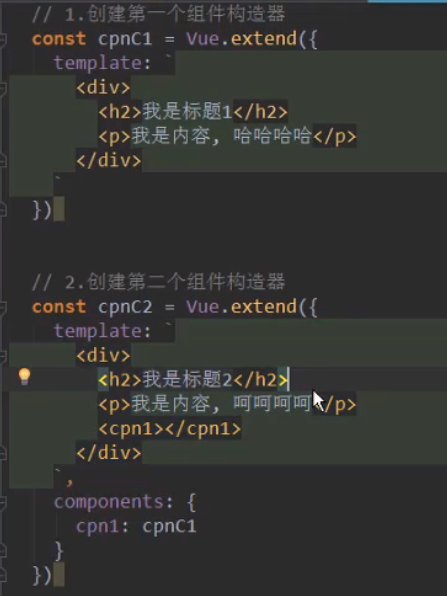 // 1.创建第一个组件构造器
const cpnC1 = Vue.extend({
template: `
<div>
<h2>我是标题1</h2>
<p>我是内容, 哈哈哈哈</p>
</div>
`
})
// 2.创建第二个组件构造器
const cpnC2 = Vue.extend({
template: `
<div>
<h2>我是标题2</h2>
<p>我是内容, 呵呵呵呵</p>
<cpn1></cpn1>
</div>
`,
components: {
cpn1: cpnC1
}
})